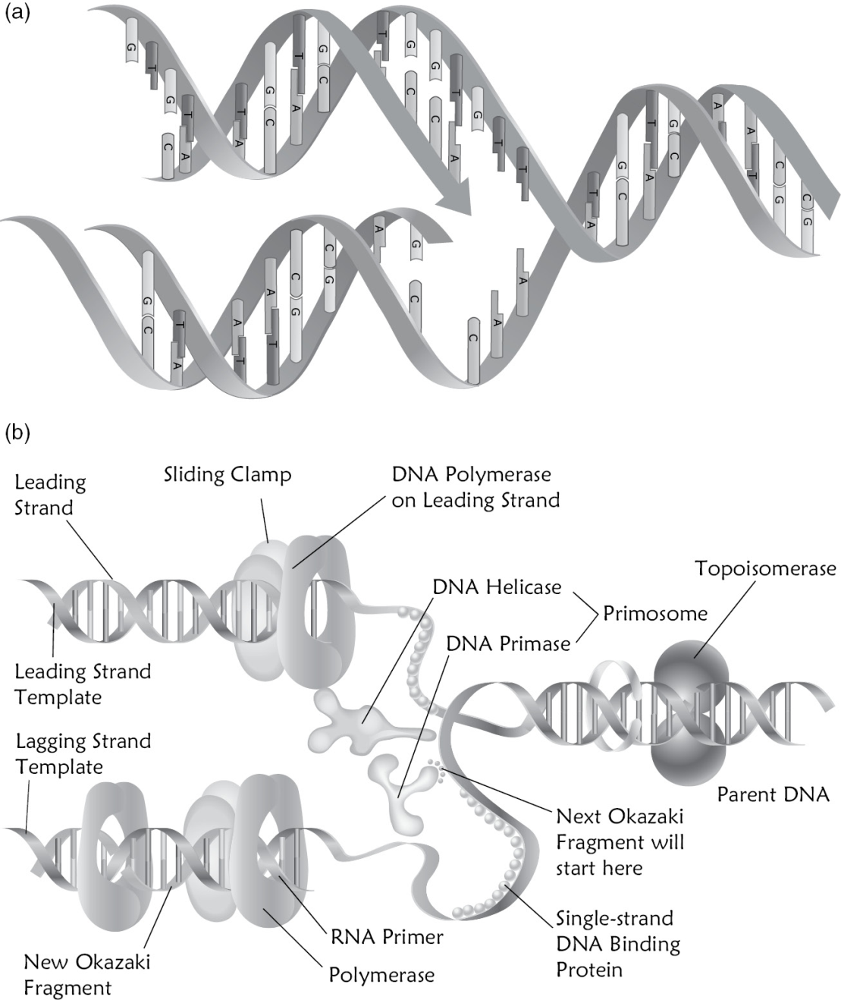 (a)
G
T
G
T
C
A
T
A
G
C
T
A
G
C
T
G
G
T
G
T
T
C
C
A
T
A
G
C
T
A
G
C
A
A
T
C
G
C
G
G
C
T
A
A
T
A
T
C
G
C
G
A
G
C
C
A
A
(b)
Leading
Strand
Sliding Clamp
DNA Polymerase
on Leading Strand
Topoisomerase
DNA Helicase
Primosome
DNA Primase
Leading Strand
Template
Lagging Strand
Template
Parent DNA
Next Okazaki
Fragment will
start here
Single-strand
DNA Binding
Protein
RNA Primer
Polymerase
New Okazaki
Fragment